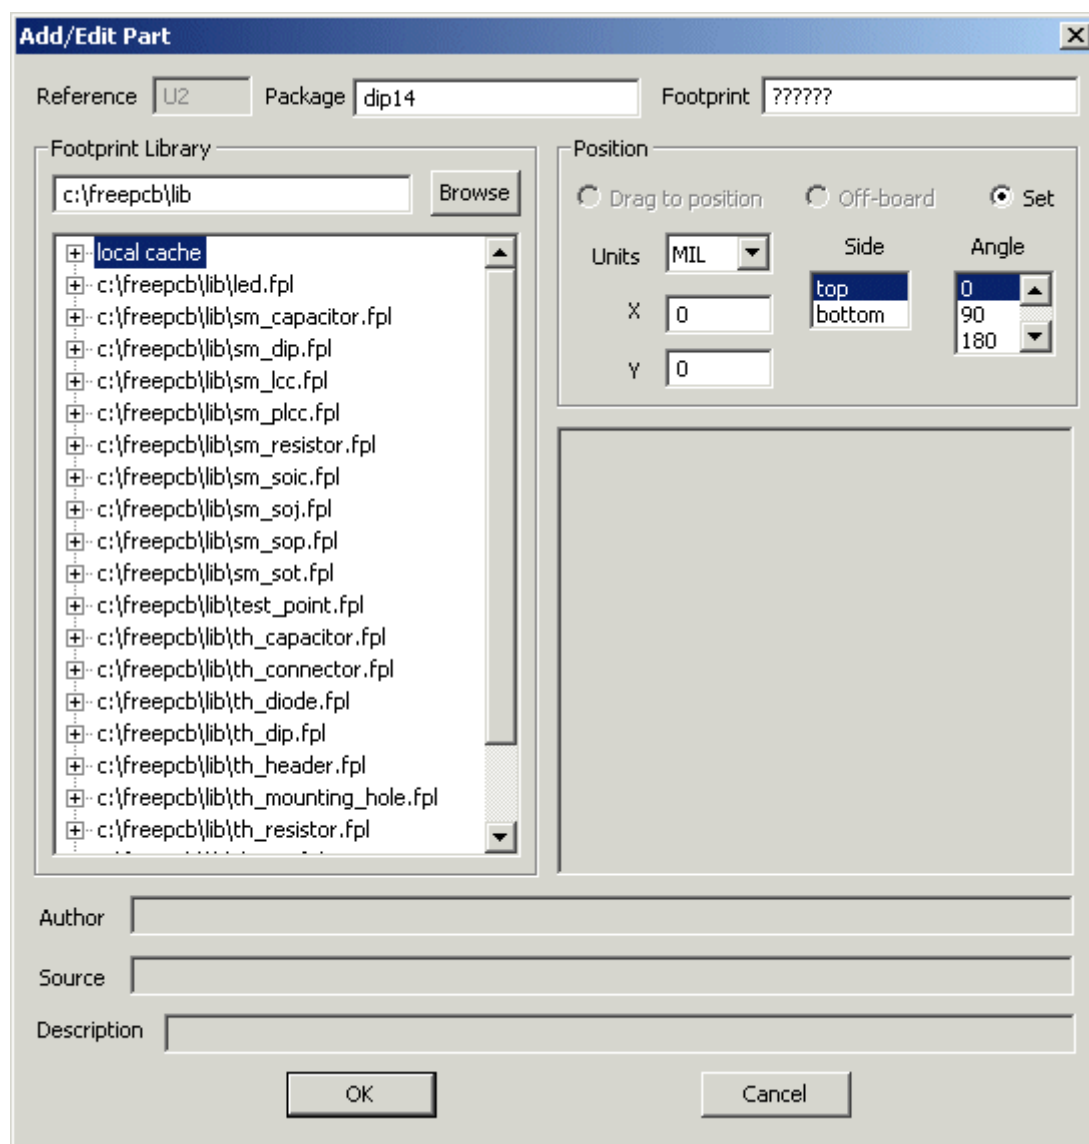 Add/Edit Part
Reference U2 Package dip14 Footprint ??????
Footprint Library
c:\freepcb\lib Browse
local cache
c:\freepcb\lib\led.fpl
c:\freepcb\lib\sm_capacitor.fpl
c:\freepcb\lib\sm_dip.fpl
c:\freepcb\lib\sm_lcc.fpl
c:\freepcb\lib\sm_plcc.fpl
c:\freepcb\lib\sm_resistor.fpl
c:\freepcb\lib\sm_soic.fpl
c:\freepcb\lib\sm_soj.fpl
c:\freepcb\lib\sm_sop.fpl
c:\freepcb\lib\sm_sot.fpl
c:\freepcb\lib\test_point.fpl
c:\freepcb\lib\th_capacitor.fpl
c:\freepcb\lib\th_connector.fpl
c:\freepcb\lib\th_diode.fpl
c:\freepcb\lib\th_dip.fpl
c:\freepcb\lib\th_header.fpl
c:\freepcb\lib\th_mounting_hole.fpl
c:\freepcb\lib\th_resistor.fpl
Position
Drag to position Off-board Set
Units MIL Side Angle
X 0 top 0
bottom 90
Y 0 180
Author
Source
Description
OK Cancel